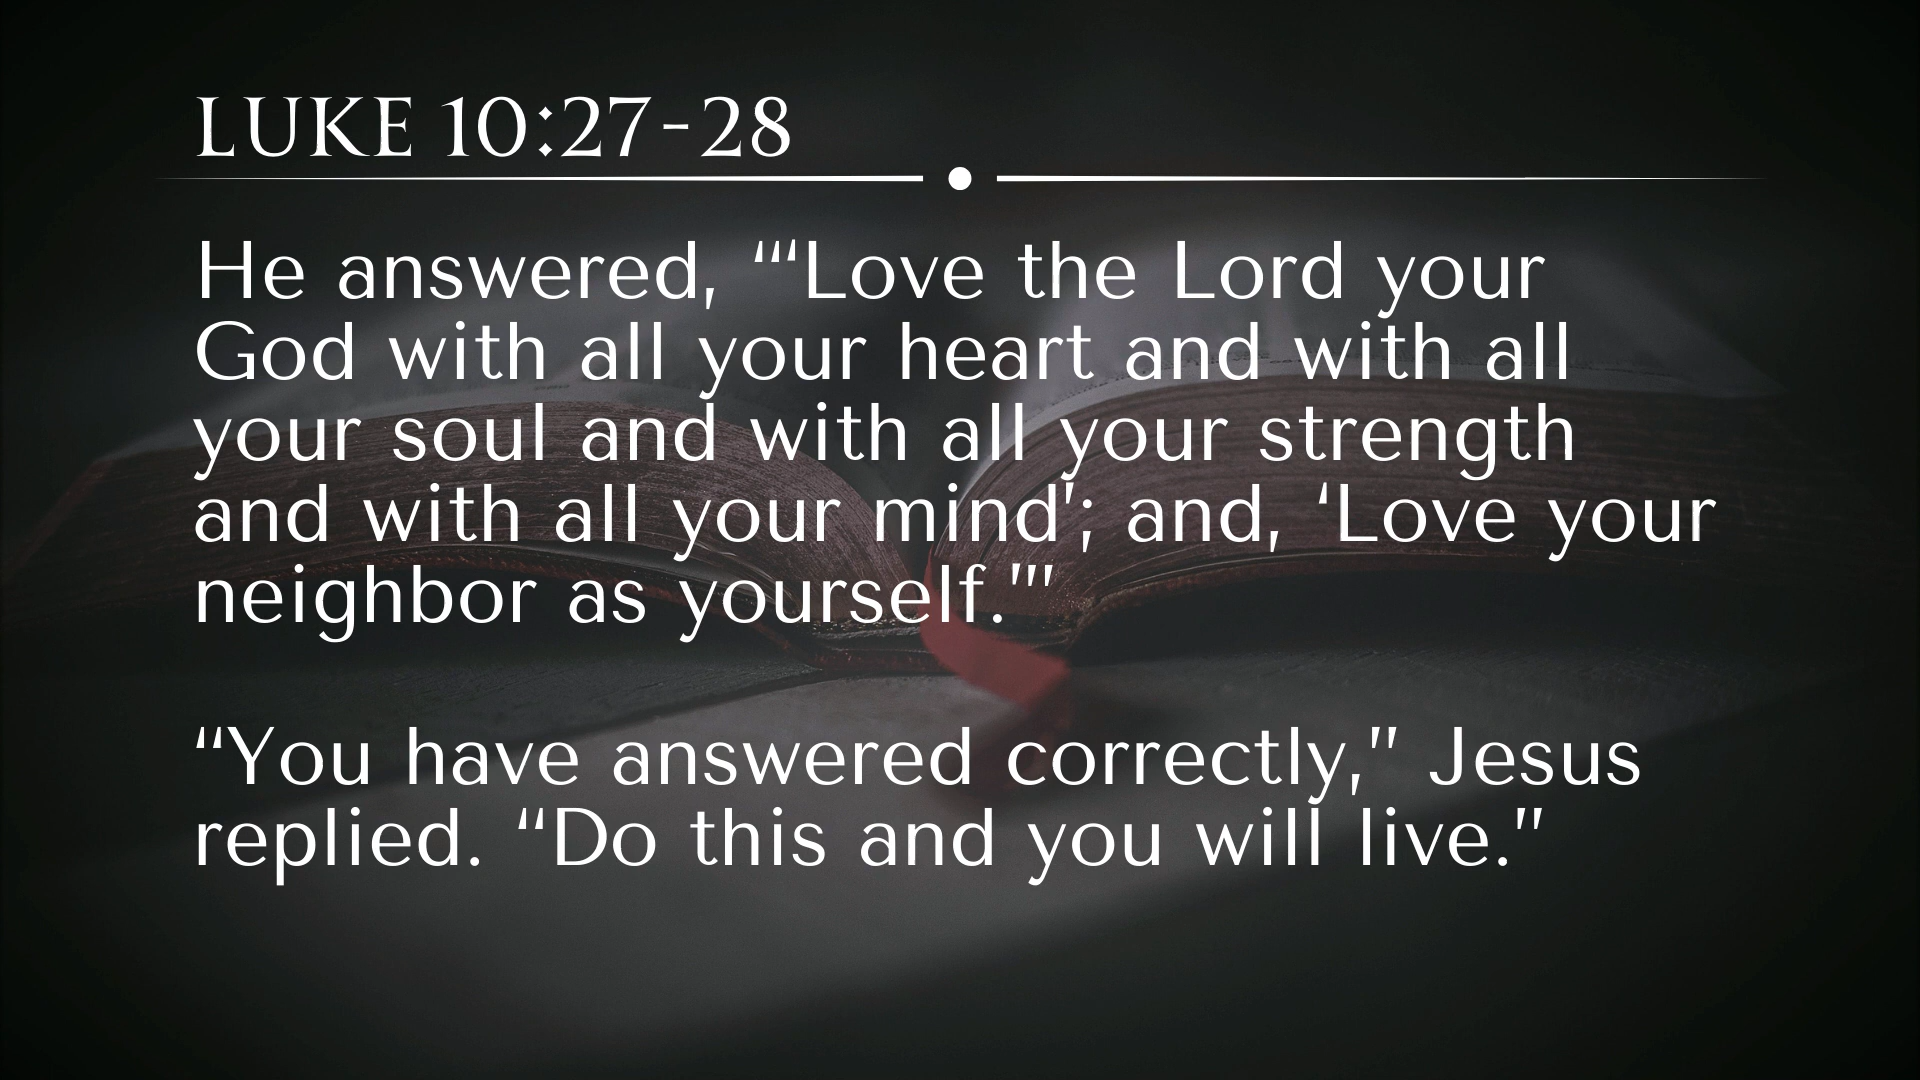 LUKE 10:27-28
He answered, “‘Love the Lord your
God with all your heart and with all
your soul and with all your strength
and with all your mind’; and, ‘Love your
neighbor as yourself.’”
“You have answered correctly,” Jesus
replied. “Do this and you will live.”